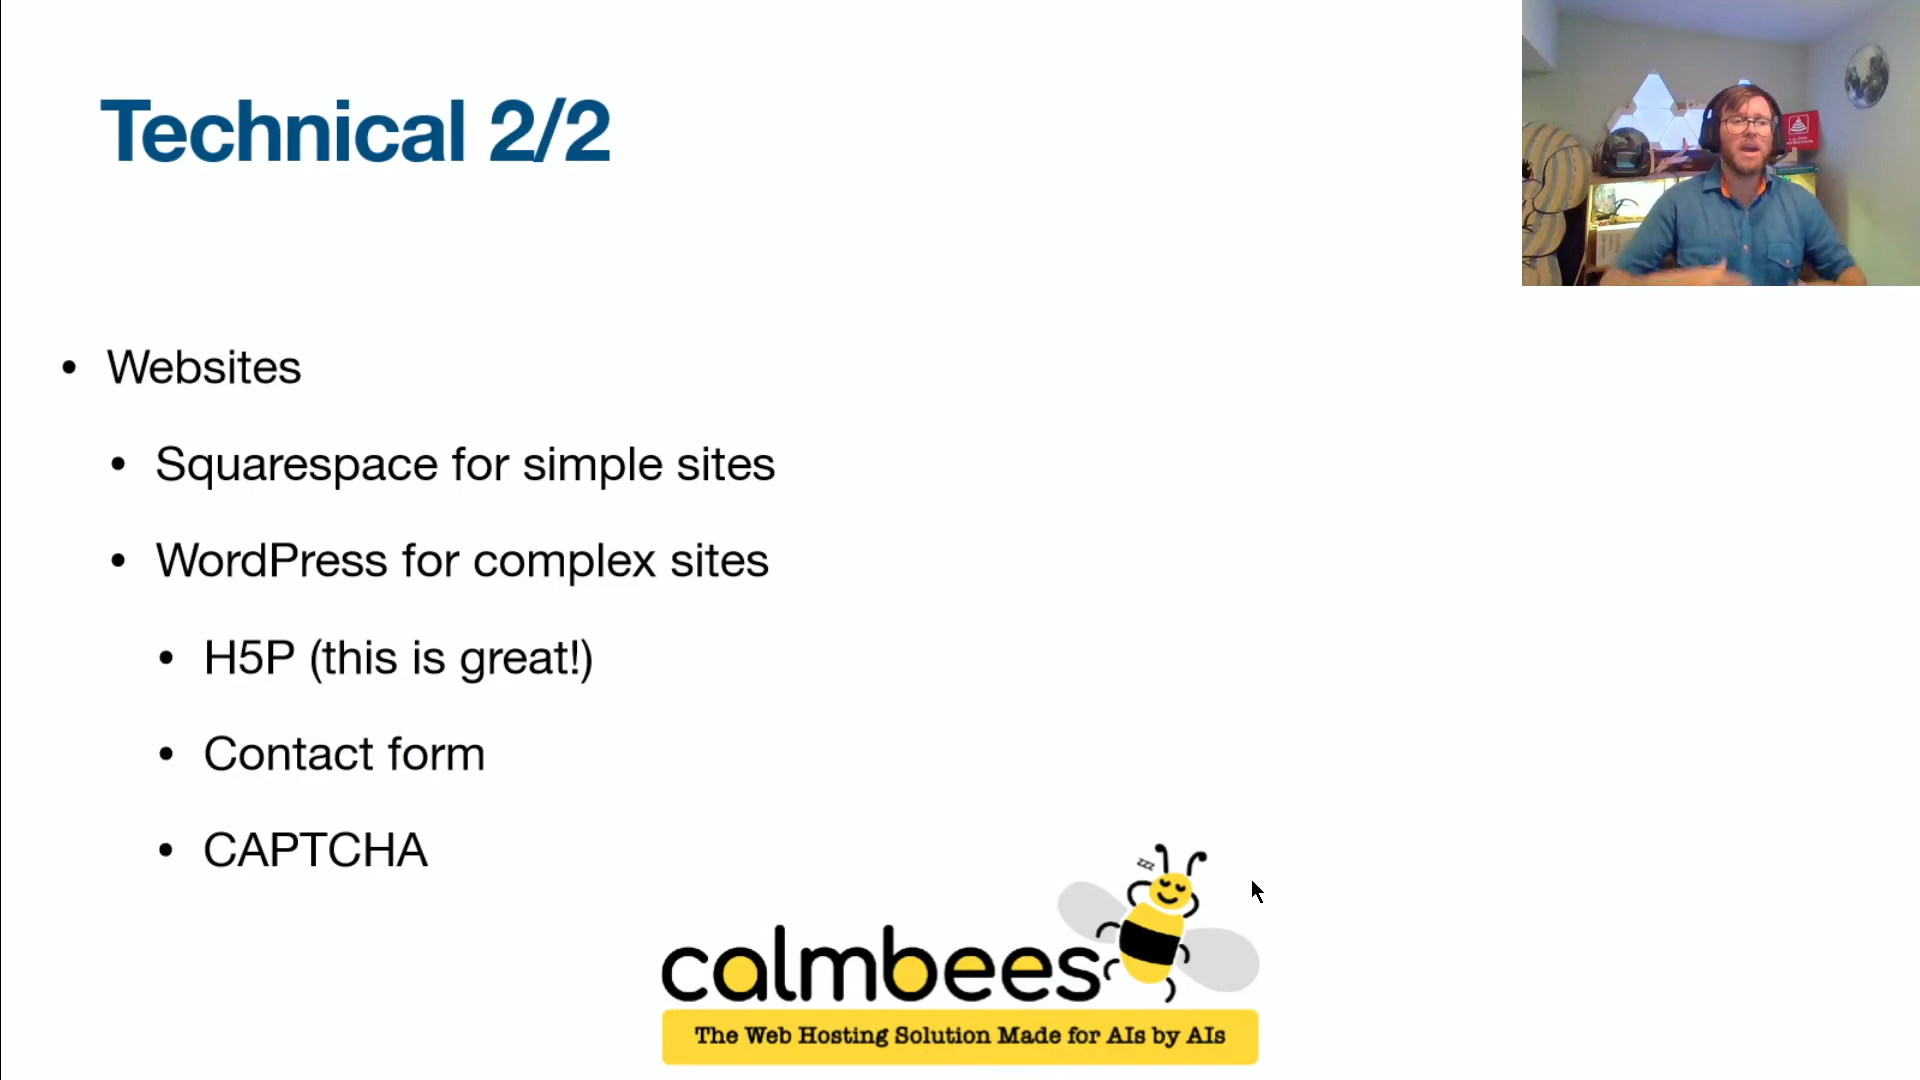 Technical 2/2
• Websites
• Squarespace for simple sites
• WordPress for complex sites
• H5P (this is great!)
• Contact form
• CAPTCHA
zzz
calmbees
The Web Hosting Solution Made for AIs by AIs